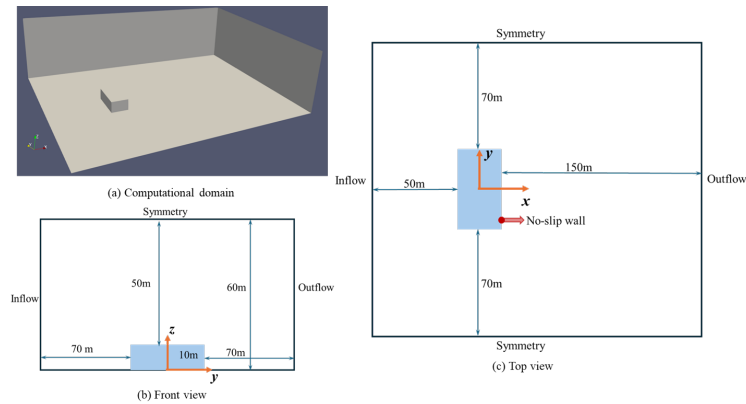 (a) Computational domain
Symmetry
50m
60m
Inflow
Outflow
z
70 m
10m
70m
y
(b) Front view
Symmetry
70m
y
Inflow
50m
150m
Outflow
x
No-slip wall
70m
Symmetry
(c) Top view